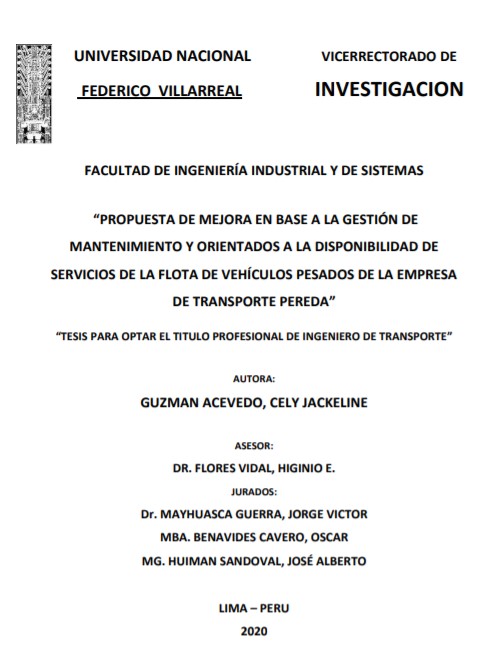 UNIVERSIDAD NACIONAL
FEDERICO VILLARREAL
VICERRECTORADO DE
INVESTIGACION
FACULTAD DE INGENIERÍA INDUSTRIAL Y DE SISTEMAS
“PROPUESTA DE MEJORA EN BASE A LA GESTIÓN DE
MANTENIMIENTO Y ORIENTADOS A LA DISPONIBILIDAD DE
SERVICIOS DE LA FLOTA DE VEHÍCULOS PESADOS DE LA EMPRESA
DE TRANSPORTE PEREDA”
“TESIS PARA OPTAR EL TITULO PROFESIONAL DE INGENIERO DE TRANSPORTE”
AUTORA:
GUZMAN ACEVEDO, CELY JACKELINE
ASESOR:
DR. FLORES VIDAL, HIGINIO E.
JURADOS:
Dr. MAYHUASCA GUERRA, JORGE VICTOR
MBA. BENAVIDES CAVERO, OSCAR
MG. HUIMAN SANDOVAL, JOSÉ ALBERTO
LIMA – PERU
2020